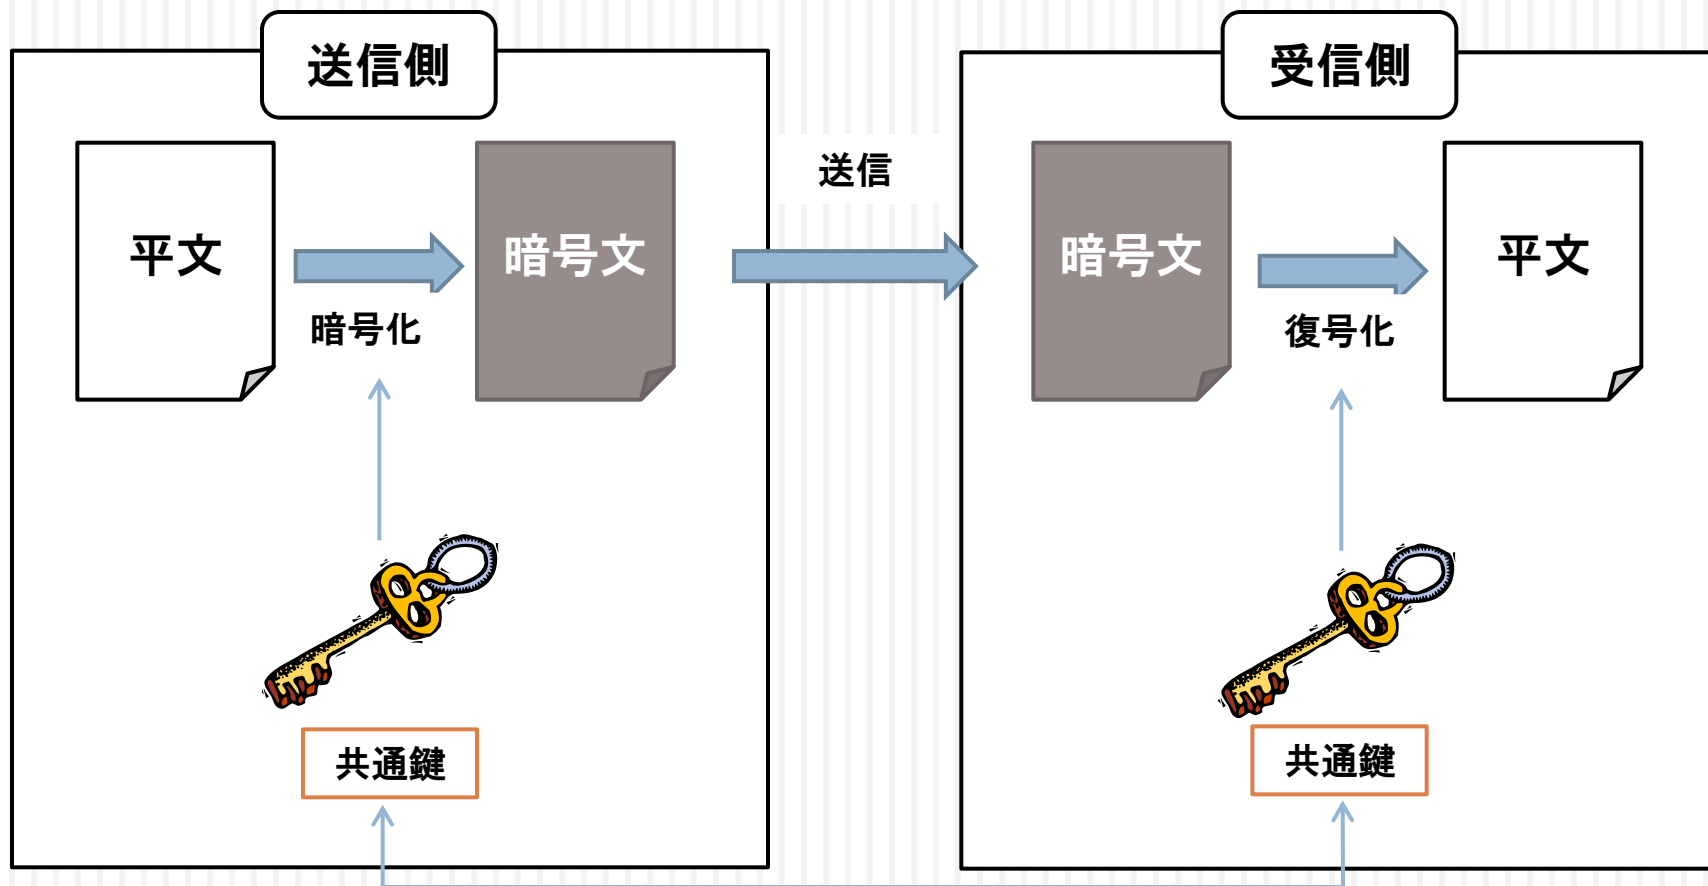 送信側
受信側
送信
平文
暗号文
暗号文
平文
暗号化
復号化
共通鍵
共通鍵